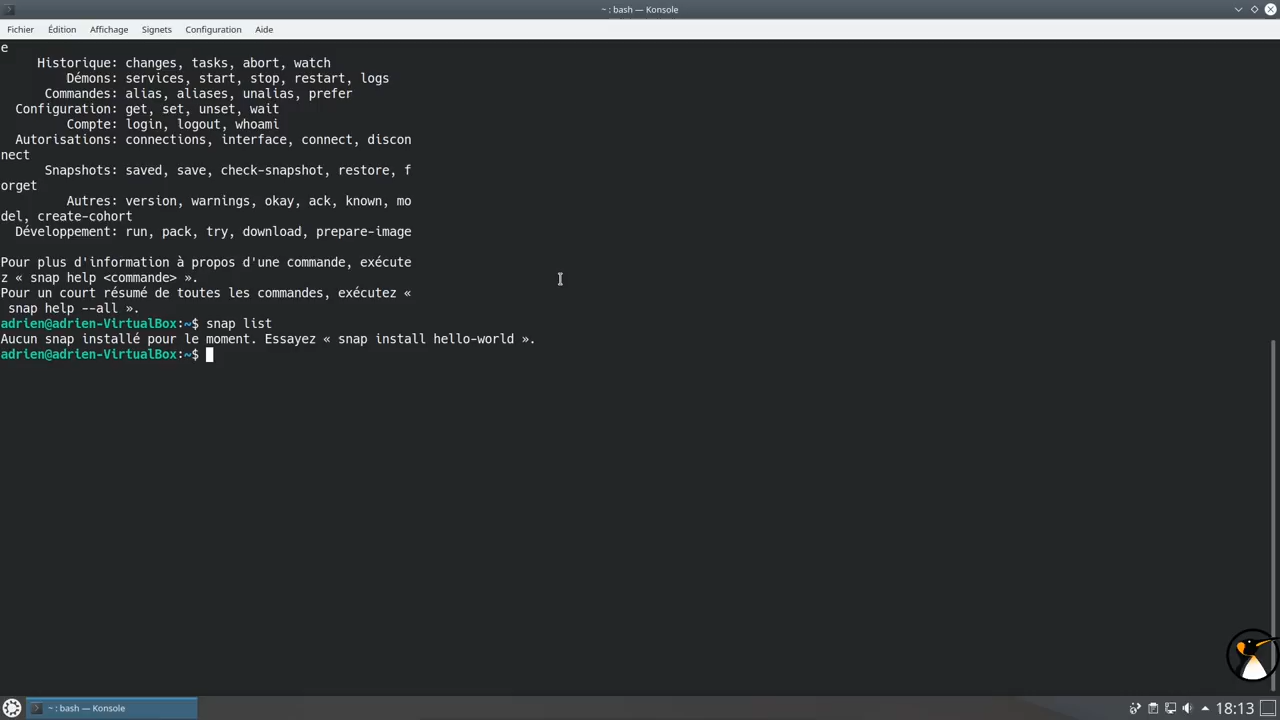 ~ : bash — Konsole
Fichier Édition Affichage Signets Configuration Aide
e
Historique: changes, tasks, abort, watch
Démons: services, start, stop, restart, logs
Commandes: alias, aliases, unalias, prefer
Configuration: get, set, unset, wait
Compte: login, logout, whoami
Autorisations: connections, interface, connect, discon
nect
Snapshots: saved, save, check-snapshot, restore, f
orget
Autres: version, warnings, okay, ack, known, mo
del, create-cohort
Développement: run, pack, try, download, prepare-image
Pour plus d'information à propos d'une commande, exécute
z « snap help <commande> ».
Pour un court résumé de toutes les commandes, exécutez «
snap help --all ».
adrien@adrien-VirtualBox:~$ snap list
Aucun snap installé pour le moment. Essayez « snap install hello-world ».
adrien@adrien-VirtualBox:~$
~ : bash — Konsole
18:13